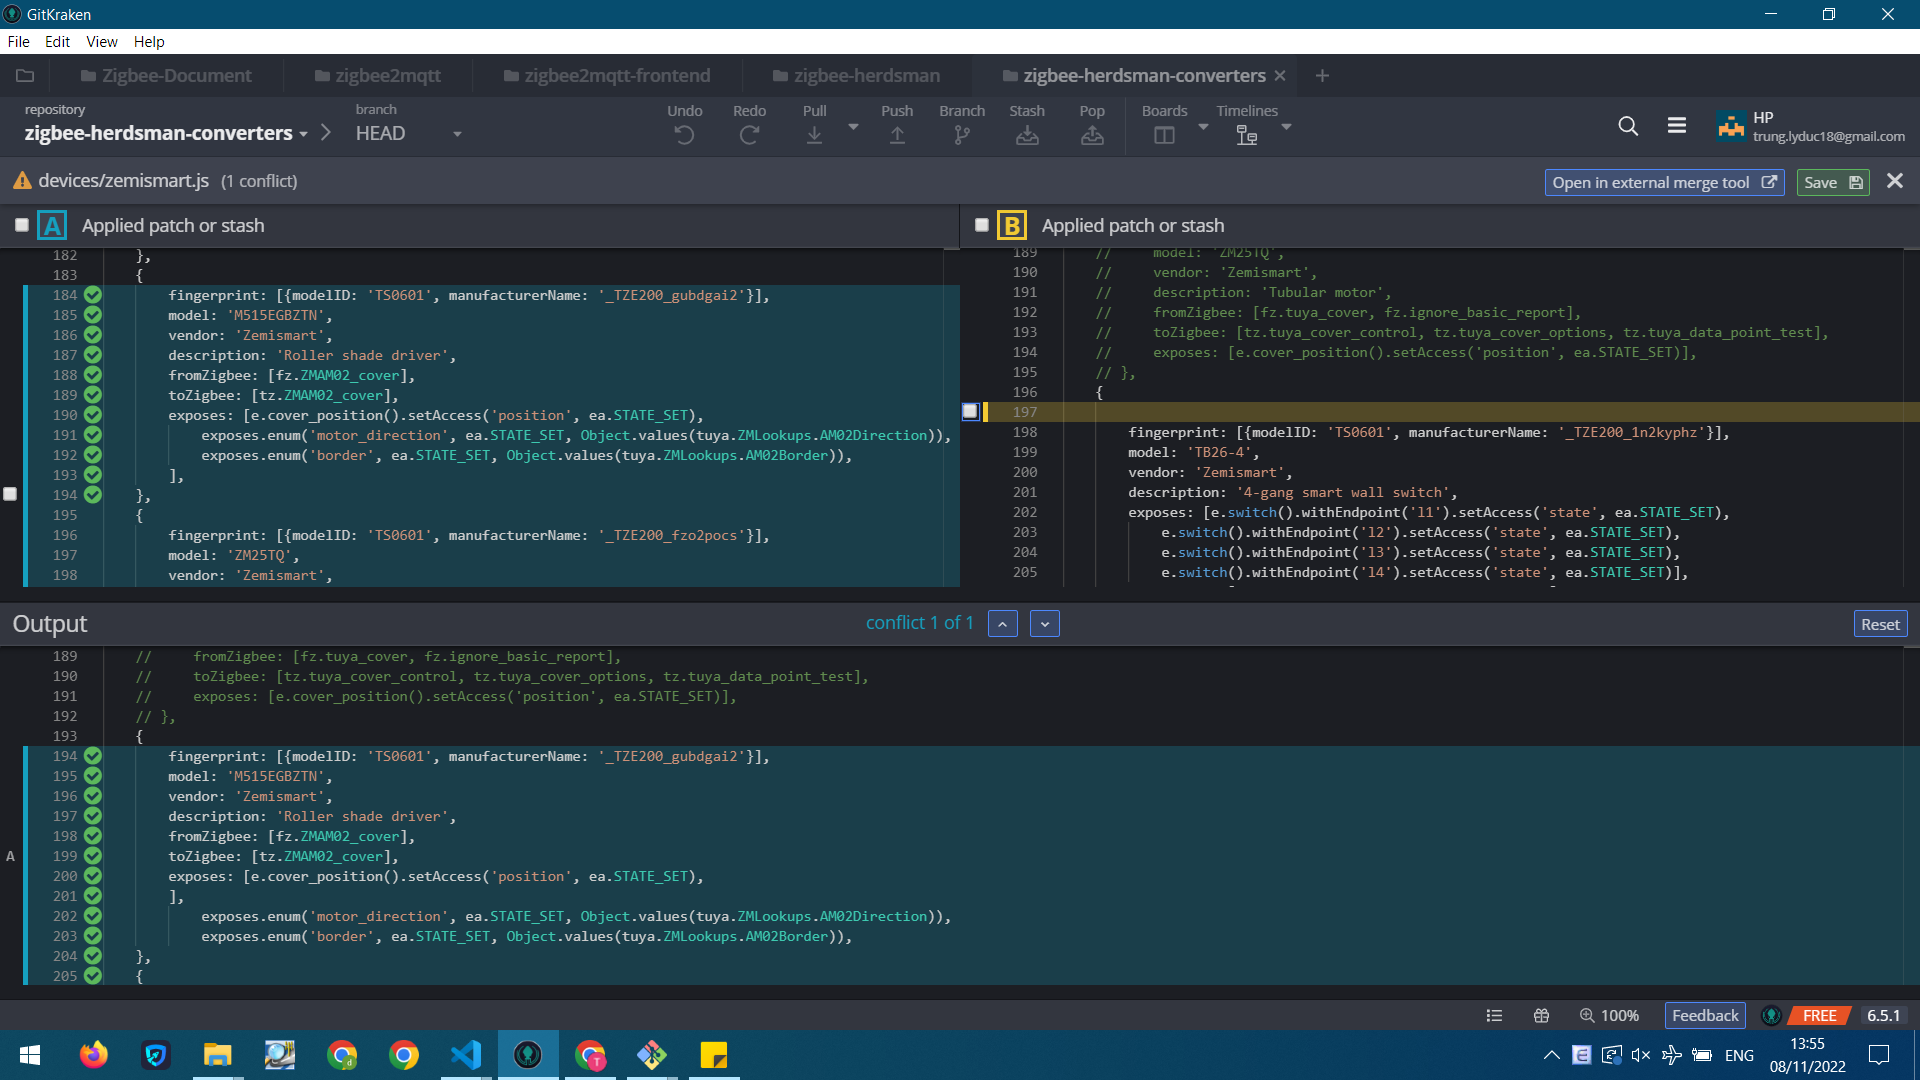 GitKraken
File Edit View Help
Zigbee-Document zigbee2mqtt zigbee2mqtt-frontend zigbee-herdsman zigbee-herdsman-converters
repository branch Undo Redo Pull Push Branch Stash Pop Boards Timelines
zigbee-herdsman-converters HEAD
HP
trung.lyduc18@gmail.com
devices/zemismart.js (1 conflict) Open in external merge tool Save
A Applied patch or stash
182 },
183 {
184 fingerprint: [{modelID: 'TS0601', manufacturerName: '_TZE200_gubdgai2'}],
185 model: 'M515EGBZTN',
186 vendor: 'Zemismart',
187 description: 'Roller shade driver',
188 fromZigbee: [fz.ZMAM02_cover],
189 toZigbee: [tz.ZMAM02_cover],
190 exposes: [e.cover_position().setAccess('position', ea.STATE_SET),
191 exposes.enum('motor_direction', ea.STATE_SET, Object.values(tuya.ZMLookups.AM02Direction)),
192 exposes.enum('border', ea.STATE_SET, Object.values(tuya.ZMLookups.AM02Border)),
193 ],
194 },
195 {
196 fingerprint: [{modelID: 'TS0601', manufacturerName: '_TZE200_fzo2pocs'}],
197 model: 'ZM25TQ',
198 vendor: 'Zemismart',
B Applied patch or stash
189 // model: 'ZM25TQ',
190 // vendor: 'Zemismart',
191 // description: 'Tubular motor',
192 // fromZigbee: [fz.tuya_cover, fz.ignore_basic_report],
193 // toZigbee: [tz.tuya_cover_control, tz.tuya_cover_options, tz.tuya_data_point_test],
194 // exposes: [e.cover_position().setAccess('position', ea.STATE_SET)],
195 // },
196 {
197
198 fingerprint: [{modelID: 'TS0601', manufacturerName: '_TZE200_1n2kyphz'}],
199 model: 'TB26-4',
200 vendor: 'Zemismart',
201 description: '4-gang smart wall switch',
202 exposes: [e.switch().withEndpoint('l1').setAccess('state', ea.STATE_SET),
203 e.switch().withEndpoint('l2').setAccess('state', ea.STATE_SET),
204 e.switch().withEndpoint('l3').setAccess('state', ea.STATE_SET),
205 e.switch().withEndpoint('l4').setAccess('state', ea.STATE_SET)],
Output conflict 1 of 1 Reset
189 // fromZigbee: [fz.tuya_cover, fz.ignore_basic_report],
190 // toZigbee: [tz.tuya_cover_control, tz.tuya_cover_options, tz.tuya_data_point_test],
191 // exposes: [e.cover_position().setAccess('position', ea.STATE_SET)],
192 // },
193 {
194 fingerprint: [{modelID: 'TS0601', manufacturerName: '_TZE200_gubdgai2'}],
195 model: 'M515EGBZTN',
196 vendor: 'Zemismart',
197 description: 'Roller shade driver',
198 fromZigbee: [fz.ZMAM02_cover],
A 199 toZigbee: [tz.ZMAM02_cover],
200 exposes: [e.cover_position().setAccess('position', ea.STATE_SET),
201 ],
202 exposes.enum('motor_direction', ea.STATE_SET, Object.values(tuya.ZMLookups.AM02Direction)),
203 exposes.enum('border', ea.STATE_SET, Object.values(tuya.ZMLookups.AM02Border)),
204 },
205 {
100% Feedback FREE 6.5.1
ENG
13:55
08/11/2022